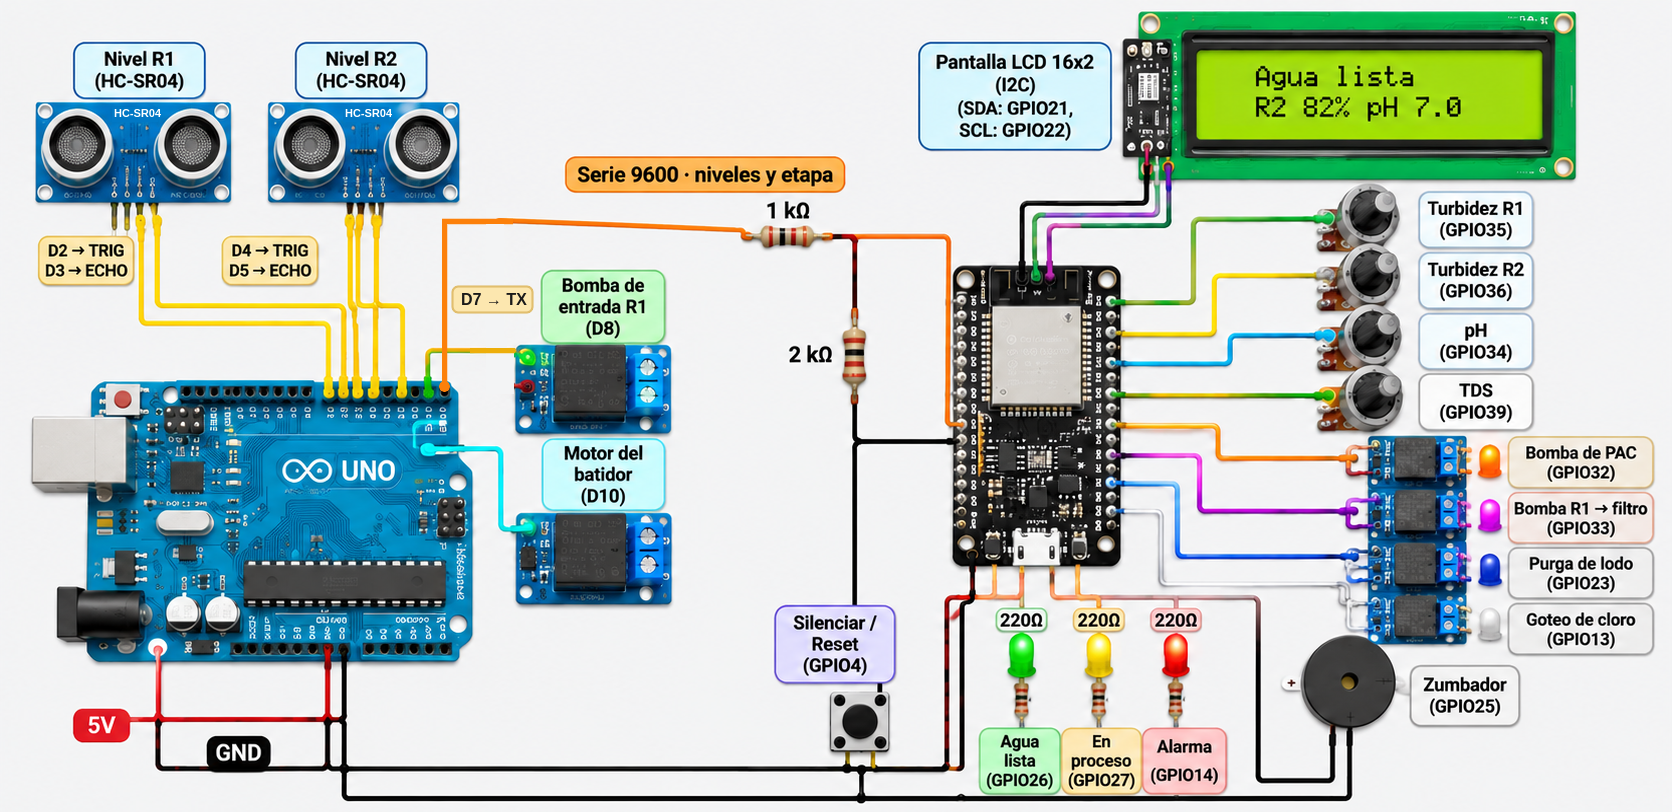 Nivel R1
(HC-SR04)
Nivel R2
(HC-SR04)
HC-SR04
HC-SR04
D2 → TRIG
D3 → ECHO
D4 → TRIG
D5 → ECHO
Serie 9600 · niveles y etapa
1 kΩ
2 kΩ
D7 → TX
Bomba de
entrada R1
(D8)
Motor del
batidor
(D10)
UNO
5V
GND
Pantalla LCD 16x2
(I2C)
(SDA: GPIO21,
SCL: GPIO22)
Agua lista
R2 82% pH 7.0
Turbidez R1
(GPIO35)
Turbidez R2
(GPIO36)
pH
(GPIO34)
TDS
(GPIO39)
Bomba de PAC
(GPIO32)
Bomba R1 → filtro
(GPIO33)
Purga de lodo
(GPIO23)
Goteo de cloro
(GPIO13)
Silenciar /
Reset
(GPIO4)
220Ω
220Ω
220Ω
Agua
lista
(GPIO26)
En
proceso
(GPIO27)
Alarma
(GPIO14)
+
Zumbador
(GPIO25)